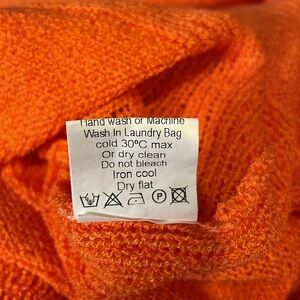 Hand wash or Machine
Wash In Laundry Bag
cold 30ºC max
Or dry clean
Do not bleach
Iron cool
Dry flat
P